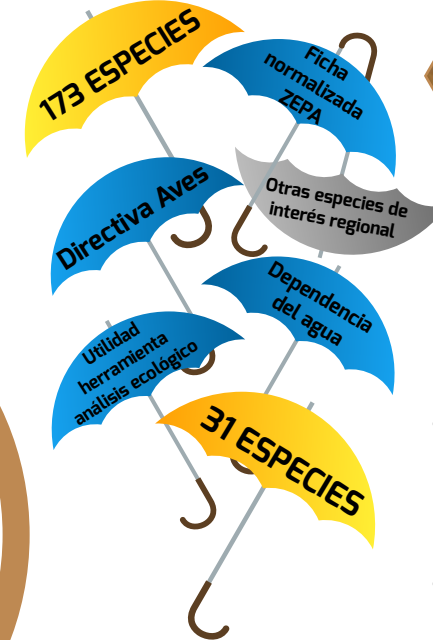 173 ESPECIES
Ficha
normalizada
ZEPA
Directiva Aves
Otras especies de
interés regional
Dependencia
del agua
Utilidad
herramienta
análisis ecológico
31 ESPECIES